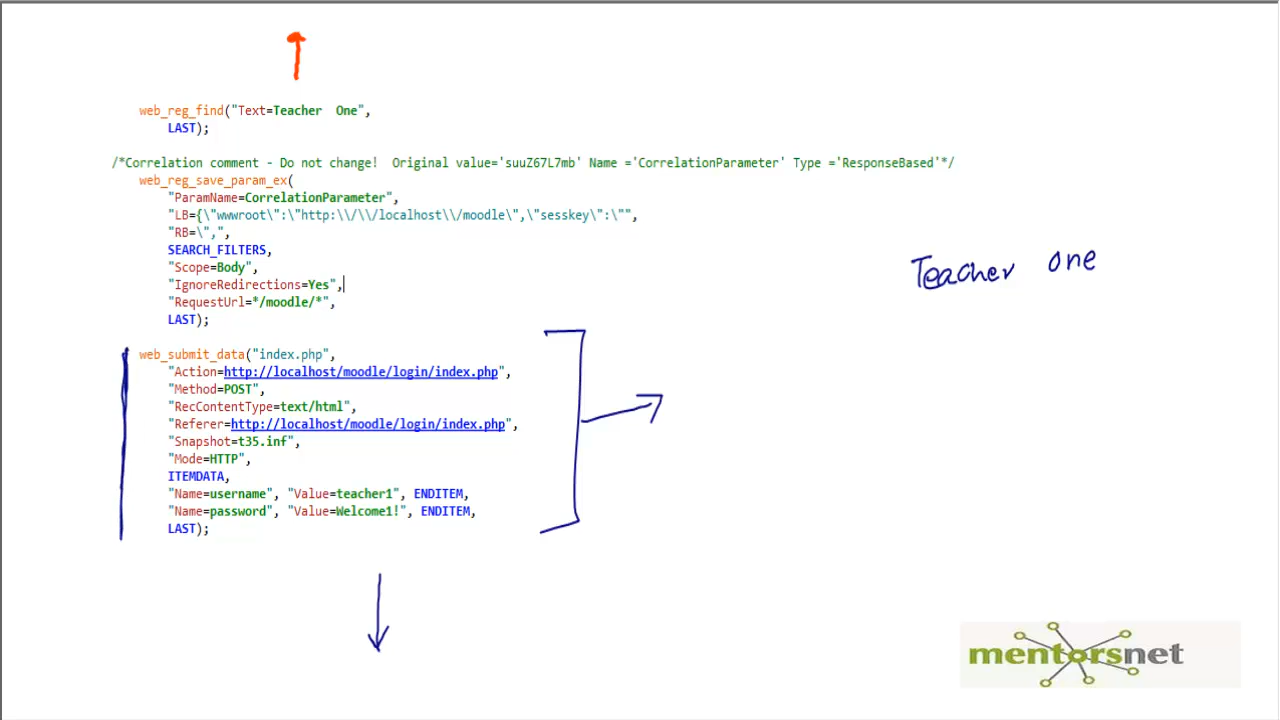 web_reg_find("Text=Teacher  One",
LAST);
/*Correlation comment - Do not change!  Original value='suuZ67L7mb' Name ='CorrelationParameter' Type ='ResponseBased'*/
web_reg_save_param_ex(
"ParamName=CorrelationParameter",
"LB={\"wwwroot\":\"http:\\/\\/localhost\\/moodle\",\"sesskey\":\"",
"RB=\",",
SEARCH_FILTERS,
"Scope=Body",
"IgnoreRedirections=Yes",
"RequestUrl=*/moodle/*",
LAST);
Teacher one
web_submit_data("index.php",
"Action=http://localhost/moodle/login/index.php",
"Method=POST",
"RecContentType=text/html",
"Referer=http://localhost/moodle/login/index.php",
"Snapshot=t35.inf",
"Mode=HTTP",
ITEMDATA,
"Name=username", "Value=teacher1", ENDITEM,
"Name=password", "Value=Welcome1!", ENDITEM,
LAST);
mentorsnet